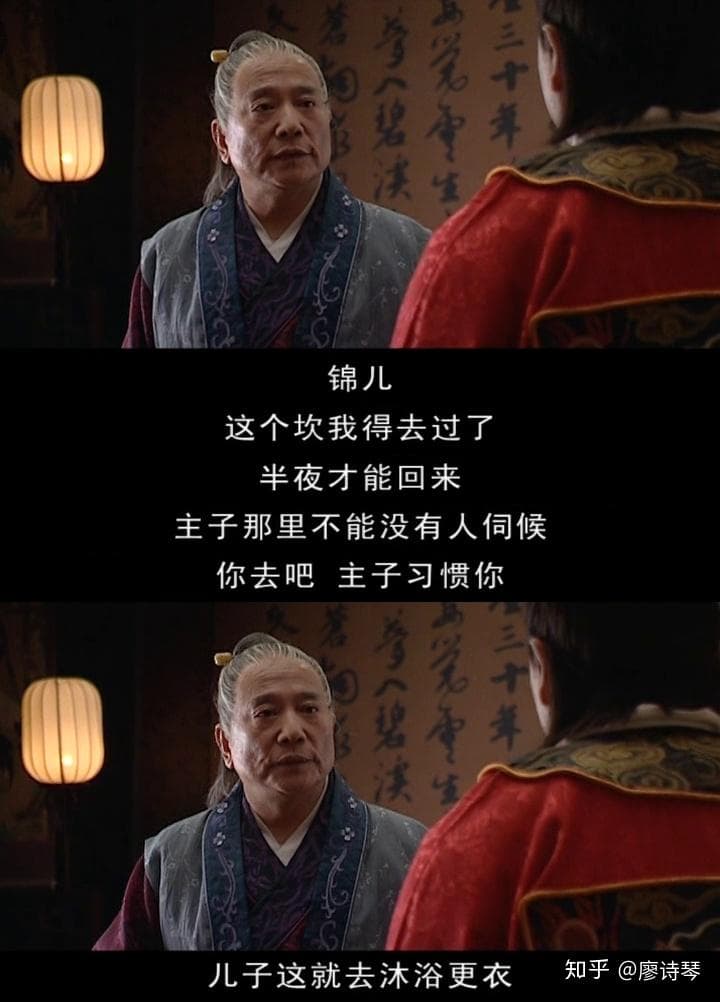 锦儿
这个坎我得去过了
半夜才能回来
主子那里不能没有人伺候
你去吧 主子习惯你
儿子这就去沐浴更衣
知乎 @廖诗琴